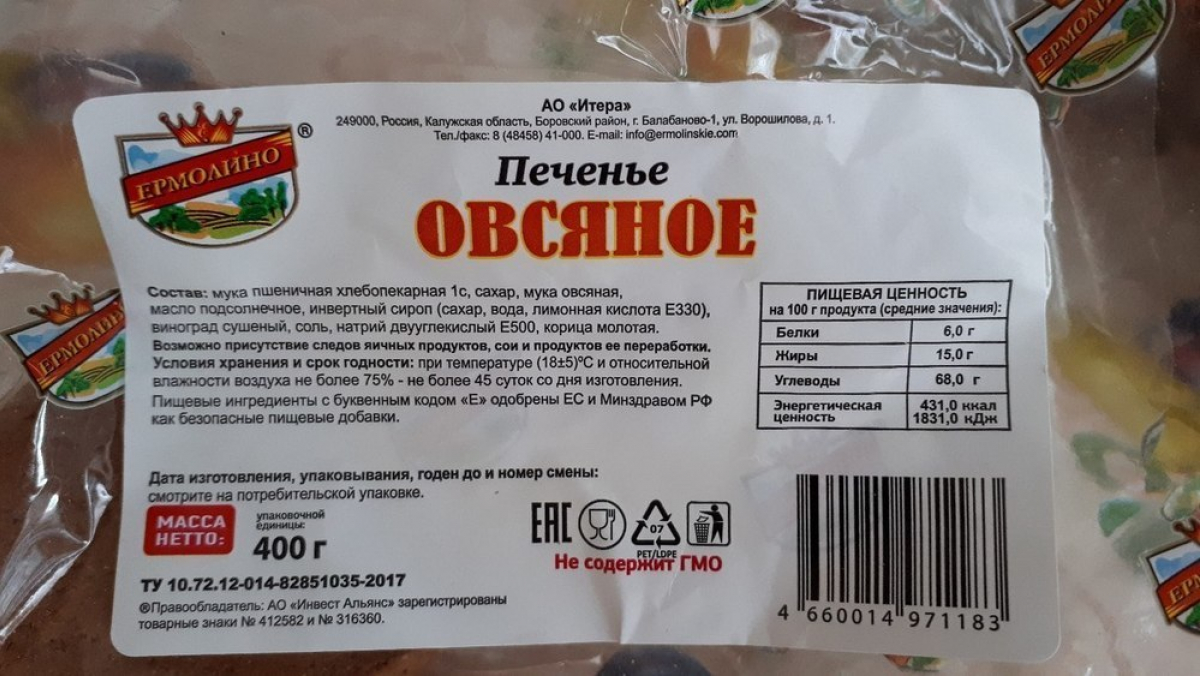 АО «Итера»
249000, Россия, Калужская область, Боровский район, г. Балабаново-1, ул. Ворошилова, д. 1.
Тел./факс: 8 (48458) 41-000. E-mail: info@ermolinskie.com
ЕРМОЛИНО ®
Печенье
ОВСЯНОЕ
Состав: мука пшеничная хлебопекарная 1с, сахар, мука овсяная,
масло подсолнечное, инвертный сироп (сахар, вода, лимонная кислота Е330),
виноград сушеный, соль, натрий двууглекислый Е500, корица молотая.
Возможно присутствие следов яичных продуктов, сои и продуктов ее переработки.
Условия хранения и срок годности: при температуре (18±5)ºС и относительной
влажности воздуха не более 75% - не более 45 суток со дня изготовления.
Пищевые ингредиенты с буквенным кодом «Е» одобрены ЕС и Минздравом РФ
как безопасные пищевые добавки.
ПИЩЕВАЯ ЦЕННОСТЬ
на 100 г продукта (средние значения):
Белки 6,0 г
Жиры 15,0 г
Углеводы 68,0 г
Энергетическая ценность 431,0 ккал 1831,0 кДж
Дата изготовления, упаковывания, годен до и номер смены:
смотрите на потребительской упаковке.
МАССА НЕТТО: упаковочной единицы:
400 г
EAC
07
PET/LDPE
Не содержит ГМО
ТУ 10.72.12-014-82851035-2017
®Правообладатель: АО «Инвест Альянс» зарегистрированы
товарные знаки № 412582 и № 316360.
4 660014 971183
ЕРМОЛИНО
ЕРМОЛИНО